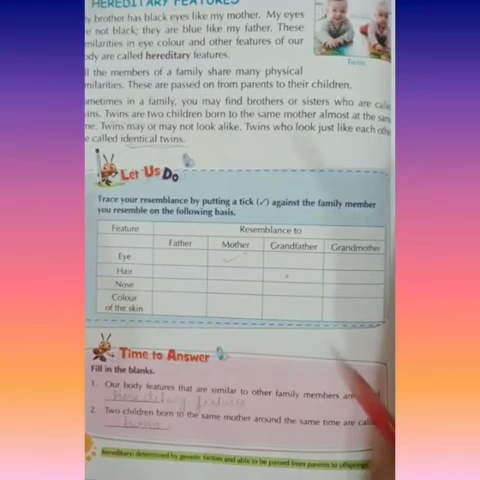 HEREDITARY FEATURES
brother has black eyes like my mother. My eyes
not black; they are blue like my father. These
milarities in eye colour and other features of our
ody are called hereditary features.
Twins
ll the members of a family share many physical
milarities. These are passed on from parents to their children.
ometimes in a family, you may find brothers or sisters who are calle
ins. Twins are two children born to the same mother almost at the sam
me. Twins may or may not look alike. Twins who look just like each othe
e called identical twins.
Let Us Do
Trace your resemblance by putting a tick (✓) against the family member
you resemble on the following basis.
Feature Resemblance to
Father Mother Grandfather Grandmother
Eye ✓
Hair
Nose
Colour
of the skin
Time to Answer
Fill in the blanks.
1. Our body features that are similar to other family members are
hereditary feature
2. Two children born to the same mother around the same time are calle
twins
hereditary: determined by genetic factors and able to be passed from parents to offsprings